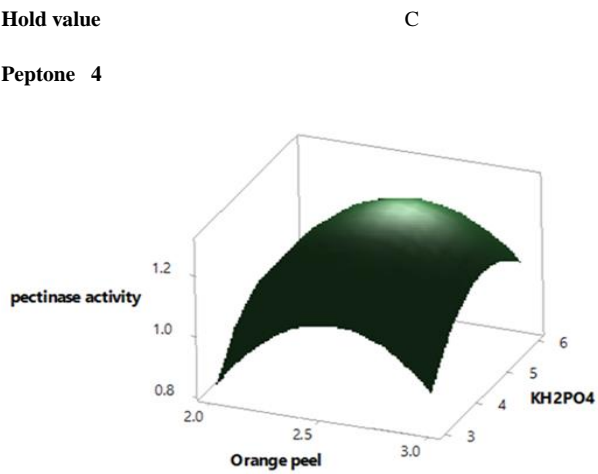 Hold value C
Peptone 4
1.2
pectinase activity
1.0
0.8
2.0
2.5
3.0
Orange peel
6
5
KH2PO4
4
3